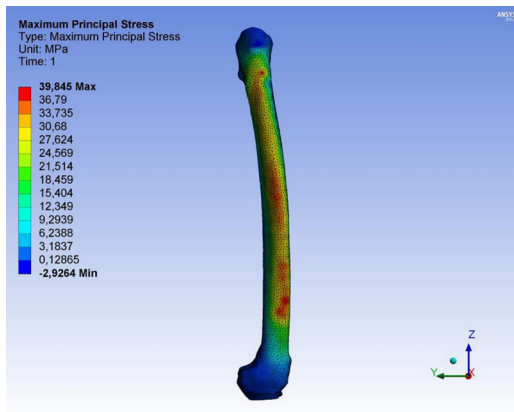 Maximum Principal Stress
Type: Maximum Principal Stress
Unit: MPa
Time: 1
39,845 Max
36,79
33,735
30,68
27,624
24,569
21,514
18,459
15,404
12,349
9,2939
6,2388
3,1837
0,12865
-2,9264 Min
ANSY
Z
Y
X